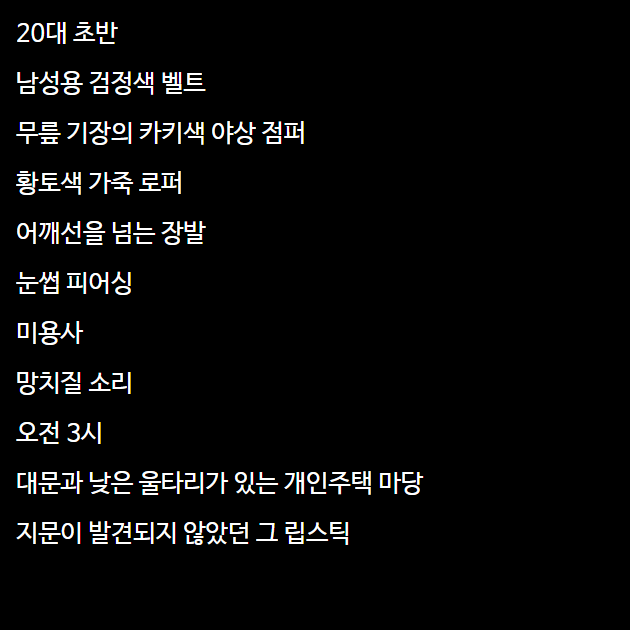 20대 초반
남성용 검정색 벨트
무릎 기장의 카키색 야상 점퍼
황토색 가죽 로퍼
어깨선을 넘는 장발
눈썹 피어싱
미용사
망치질 소리
오전 3시
대문과 낮은 울타리가 있는 개인주택 마당
지문이 발견되지 않았던 그 립스틱